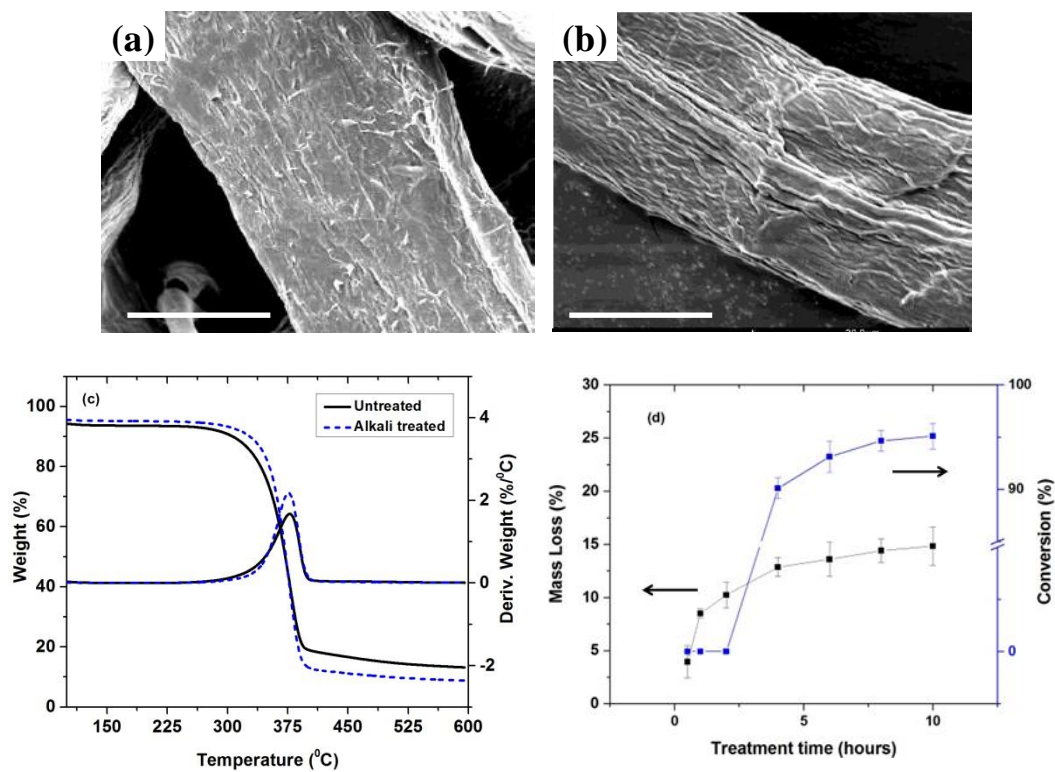 (a)
(b)
(c)
Untreated
Alkali treated
100
80
60
40
20
0
Weight (%)
4
2
0
-2
Deriv. Weight (%/⁰C)
150
225
300
375
450
525
600
Temperature (⁰C)
(d)
30
25
20
15
10
5
0
Mass Loss (%)
100
90
0
Conversion (%)
0
5
10
Treatment time (hours)